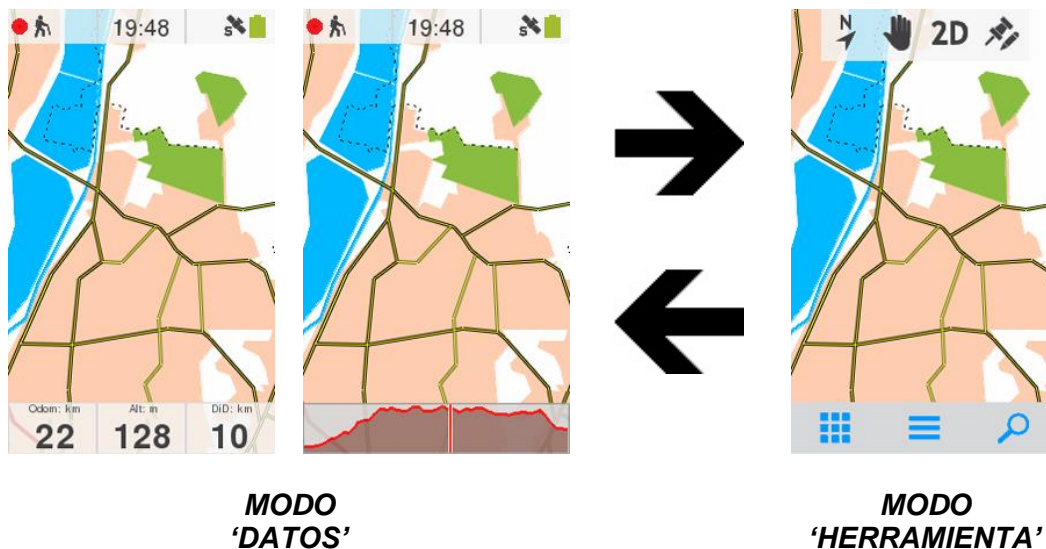 19:48 S
19:48 S
N 2D
Odom: km Alt: m DiD: km
22 128 10
MODO
‘DATOS’
MODO
‘HERRAMIENTA’